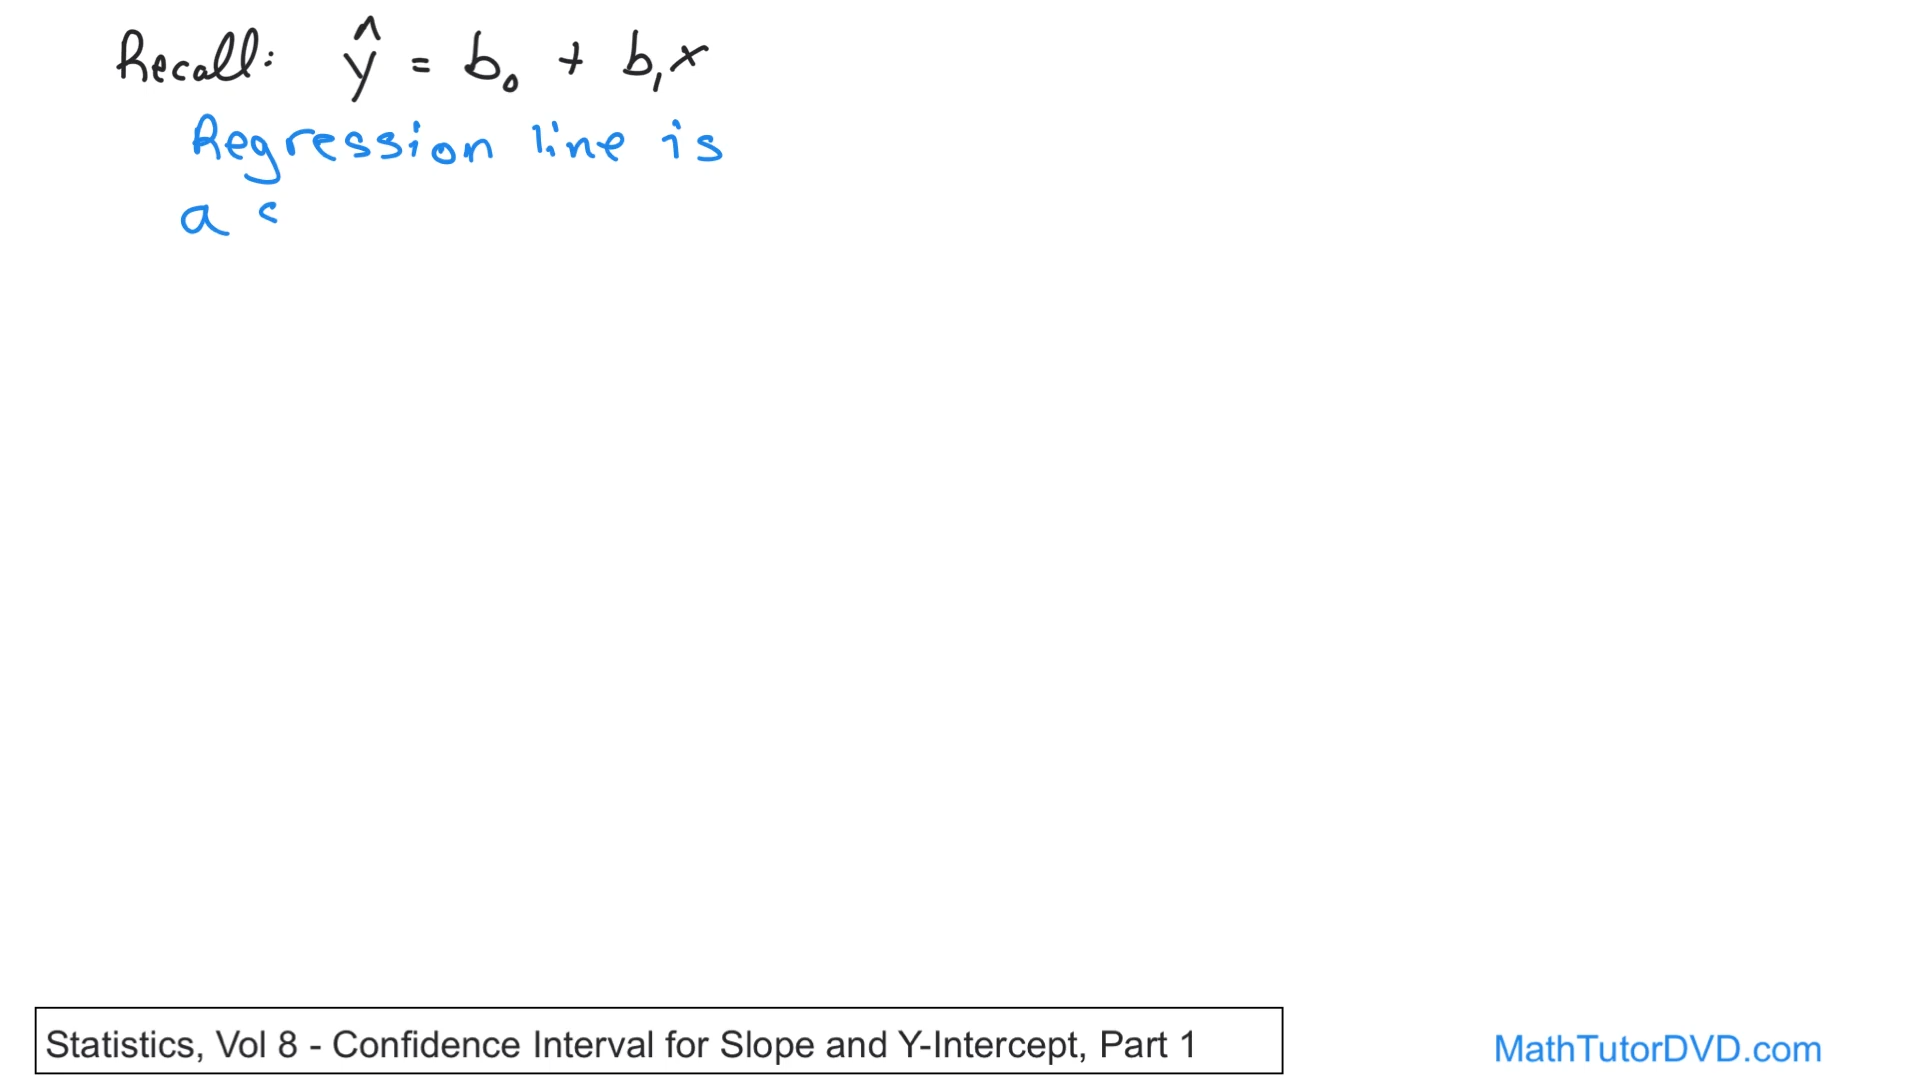 Recall: ŷ = b₀ + b₁x
Regression line is
a
Statistics, Vol 8 - Confidence Interval for Slope and Y-Intercept, Part 1
MathTutorDVD.com